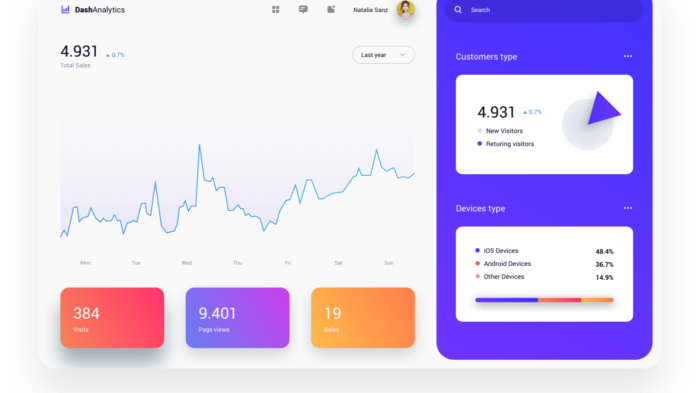 DashAnalytics
Natalia Sanz
Search
4.931 ▲ 0.7%
Total Sales
Last year
Mon Tue Wed Thu Fri Sat Sun
384
Visits
9.401
Page views
19
Sales
Customers type
4.931 ▲ 0.7%
New Visitors
Returing visitors
Devices type
iOS Devices 48.4%
Android Devices 36.7%
Other Devices 14.9%